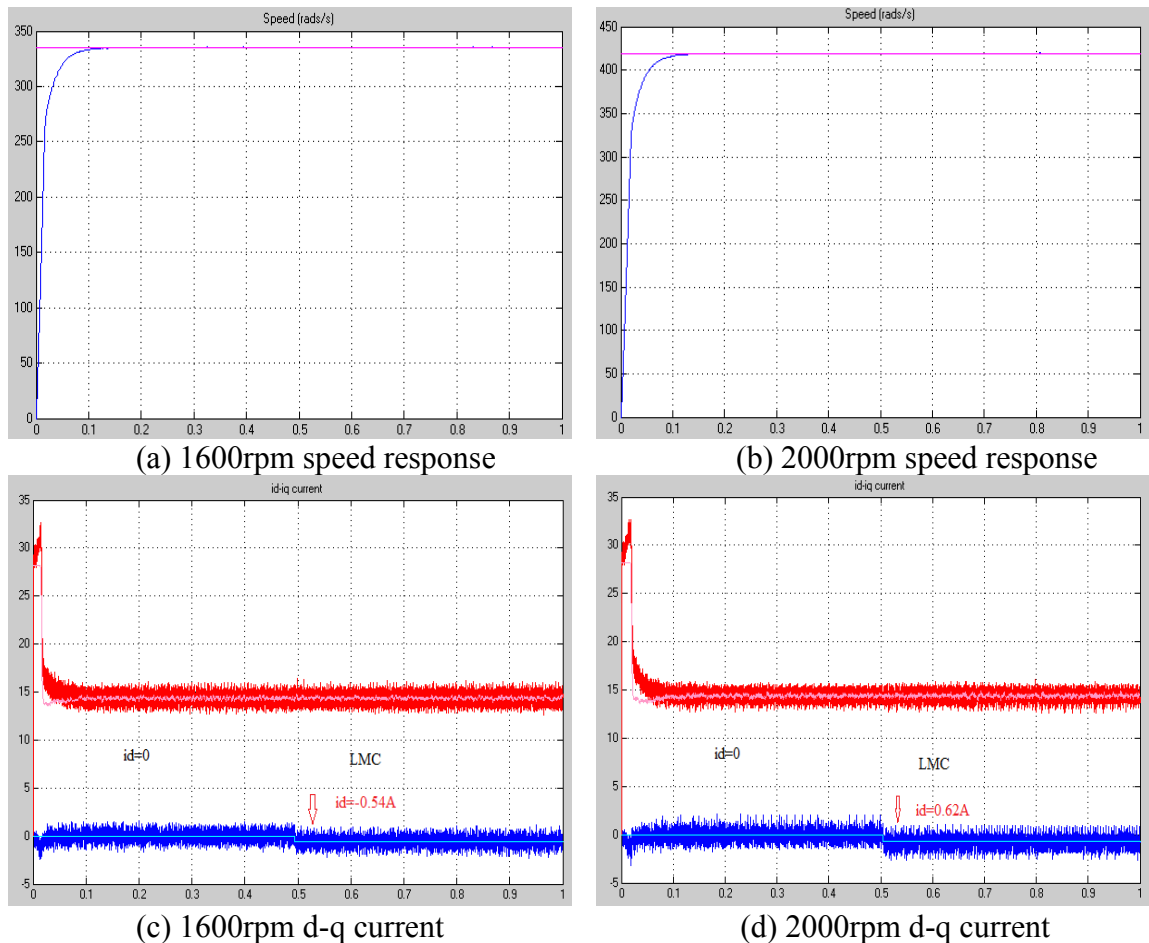 Speed (rads/s)
350
300
250
200
150
100
50
0
0 0.1 0.2 0.3 0.4 0.5 0.6 0.7 0.8 0.9 1
(a) 1600rpm speed response
Speed (rads/s)
450
400
350
300
250
200
150
100
50
0
0 0.1 0.2 0.3 0.4 0.5 0.6 0.7 0.8 0.9 1
(b) 2000rpm speed response
id-iq current
35
30
25
20
15
10
5
0
-5
id=0
LMC
id=-0.54A
0 0.1 0.2 0.3 0.4 0.5 0.6 0.7 0.8 0.9 1
(c) 1600rpm d-q current
id-iq current
35
30
25
20
15
10
5
0
-5
id=0
LMC
id=0.62A
0 0.1 0.2 0.3 0.4 0.5 0.6 0.7 0.8 0.9 1
(d) 2000rpm d-q current